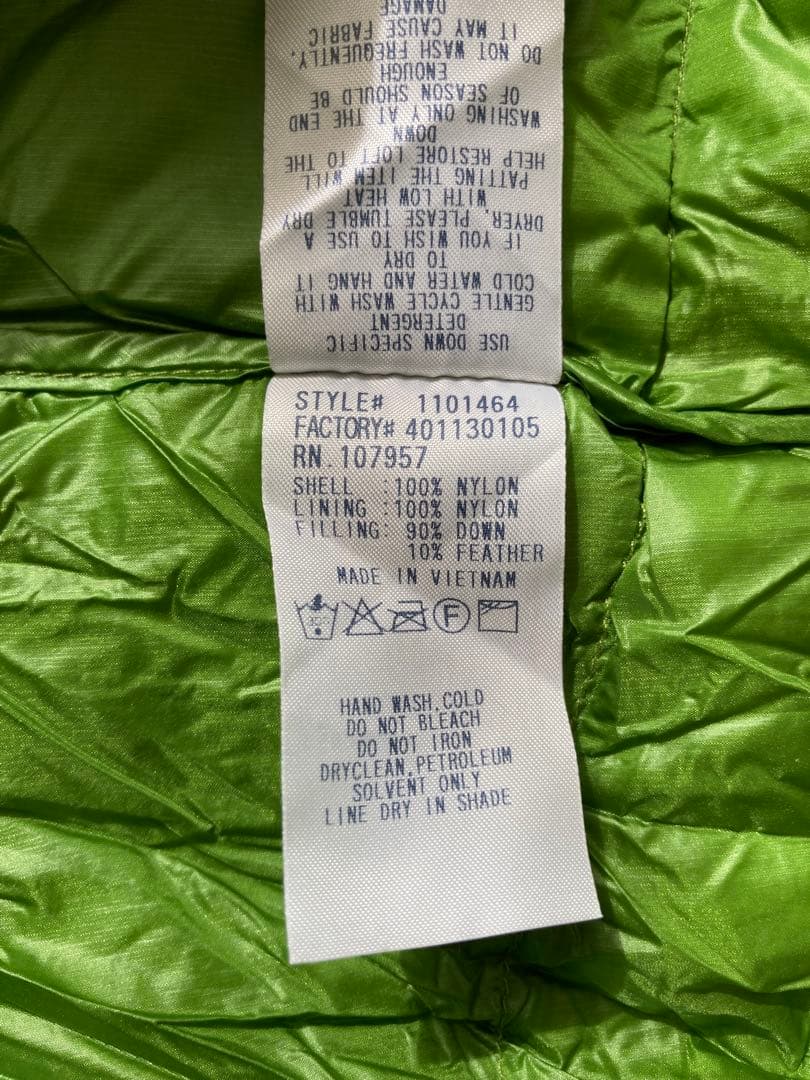 USE DOWN SPECIFIC
DETERGENT
GENTLE CYCLE WASH WITH
COLD WATER AND HANG IT
TO DRY
IF YOU WISH TO USE A
DRYER, PLEASE TUMBLE DRY
WITH LOW HEAT
PATTING THE ITEM WILL
HELP RESTORE LOFT TO THE
DOWN
WASHING ONLY AT THE END
OF SEASON SHOULD BE
ENOUGH
DO NOT WASH FREQUENTLY.
IT MAY CAUSE FABRIC
DAMAGE
STYLE# 1101464
FACTORY# 401130105
RN.107957
SHELL :100% NYLON
LINING :100% NYLON
FILLING: 90% DOWN
10% FEATHER
MADE IN VIETNAM
F
HAND WASH,COLD
DO NOT BLEACH
DO NOT IRON
DRYCLEAN,PETROLEUM
SOLVENT ONLY
LINE DRY IN SHADE